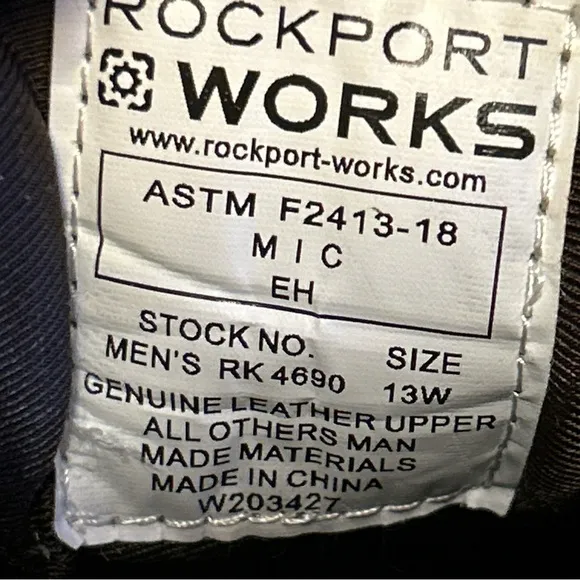 ROCKPORT
WORKS
www.rockport-works.com
ASTM F2413-18
M I C
EH
STOCK NO. SIZE
MEN'S RK 4690 13W
GENUINE LEATHER UPPER
ALL OTHERS MAN
MADE MATERIALS
MADE IN CHINA
W203427